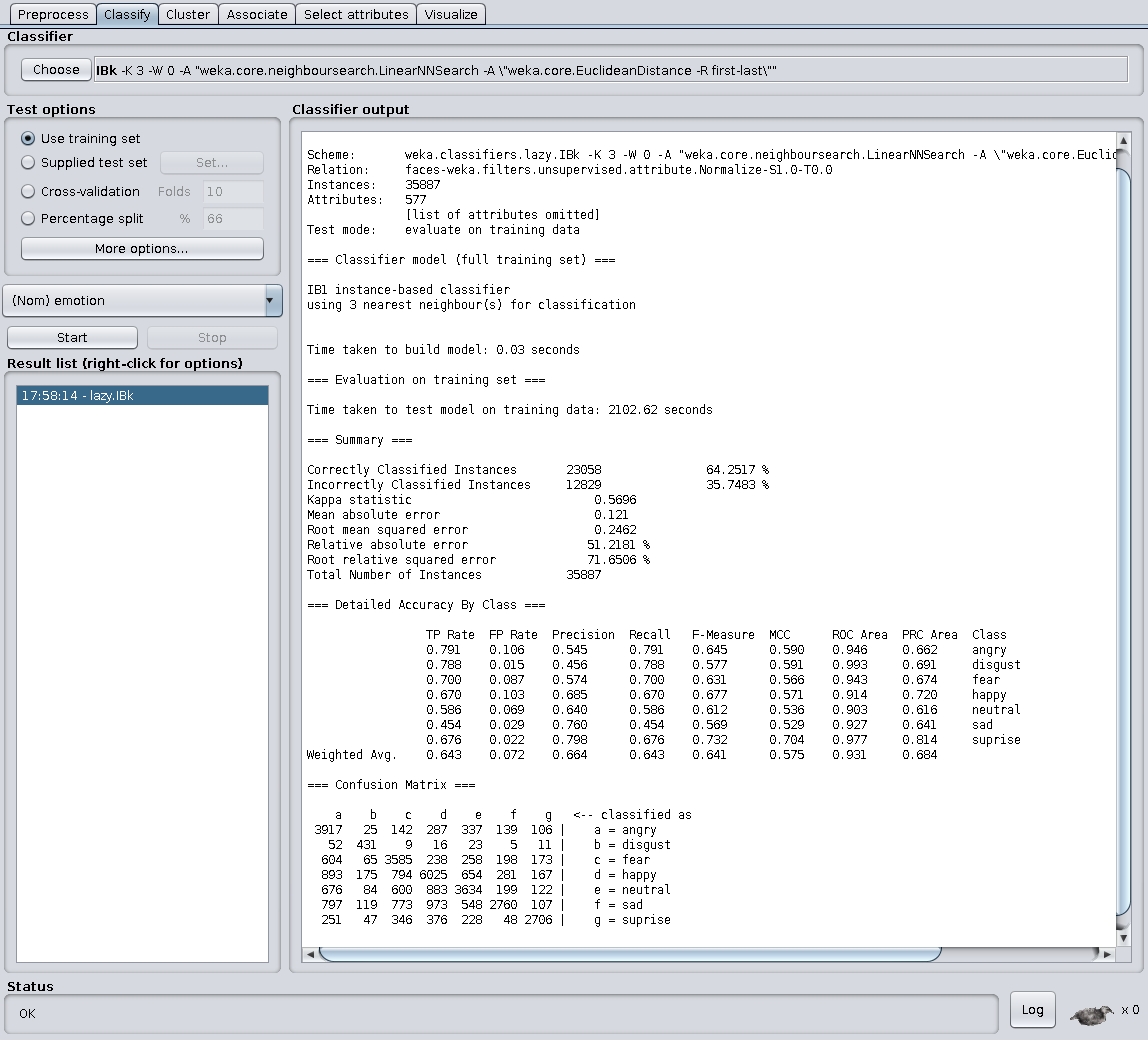 Preprocess Classify Cluster Associate Select attributes Visualize
Classifier
Choose IBk -K 3 -W 0 -A "weka.core.neighboursearch.LinearNNSearch -A \"weka.core.EuclideanDistance -R first-last\""
Test options
Use training set
Supplied test set Set...
Cross-validation Folds 10
Percentage split % 66
More options...
(Nom) emotion
Start Stop
Result list (right-click for options)
17:58:14 - lazy.IBk
Classifier output
Scheme: weka.classifiers.lazy.IBk -K 3 -W 0 -A "weka.core.neighboursearch.LinearNNSearch -A \"weka.core.Euclid
Relation: faces-weka.filters.unsupervised.attribute.Normalize-S1.0-T0.0
Instances: 35887
Attributes: 577
[list of attributes omitted]
Test mode: evaluate on training data
=== Classifier model (full training set) ===
IB1 instance-based classifier
using 3 nearest neighbour(s) for classification
Time taken to build model: 0.03 seconds
=== Evaluation on training set ===
Time taken to test model on training data: 2102.62 seconds
=== Summary ===
Correctly Classified Instances 23058 64.2517 %
Incorrectly Classified Instances 12829 35.7483 %
Kappa statistic 0.5696
Mean absolute error 0.121
Root mean squared error 0.2462
Relative absolute error 51.2181 %
Root relative squared error 71.6506 %
Total Number of Instances 35887
=== Detailed Accuracy By Class ===
TP Rate FP Rate Precision Recall F-Measure MCC ROC Area PRC Area Class
0.791 0.106 0.545 0.791 0.645 0.590 0.946 0.662 angry
0.788 0.015 0.456 0.788 0.577 0.591 0.993 0.691 disgust
0.700 0.087 0.574 0.700 0.631 0.566 0.943 0.674 fear
0.670 0.103 0.685 0.670 0.677 0.571 0.914 0.720 happy
0.586 0.069 0.640 0.586 0.612 0.536 0.903 0.616 neutral
0.454 0.029 0.760 0.454 0.569 0.529 0.927 0.641 sad
0.676 0.022 0.798 0.676 0.732 0.704 0.977 0.814 suprise
Weighted Avg. 0.643 0.072 0.664 0.643 0.641 0.575 0.931 0.684
=== Confusion Matrix ===
a b c d e f g <-- classified as
3917 25 142 287 337 139 106 | a = angry
52 431 9 16 23 5 11 | b = disgust
604 65 3585 238 258 198 173 | c = fear
893 175 794 6025 654 281 167 | d = happy
676 84 600 883 3634 199 122 | e = neutral
797 119 773 973 548 2760 107 | f = sad
251 47 346 376 228 48 2706 | g = suprise
Status
OK
Log x 0